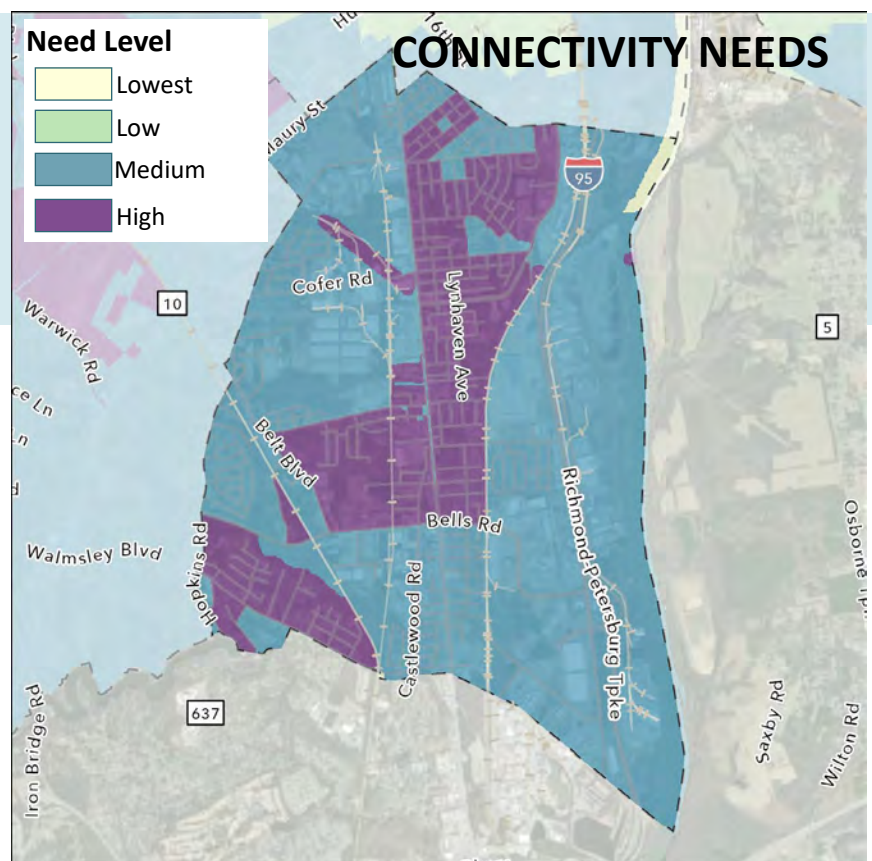 CONNECTIVITY NEEDS
Need Level
Lowest
Low
Medium
High
16th St
Maury St
95
Cofer Rd
Lynhaven Ave
10
5
Warwick Rd
Ln
Belt Blvd
Bells Rd
Richmond-Petersburg Tpke
Osborne
Walmsley Blvd
Hopkins Rd
Castlewood Rd
637
Iron Bridge Rd
Saxby Rd
Wilton Rd